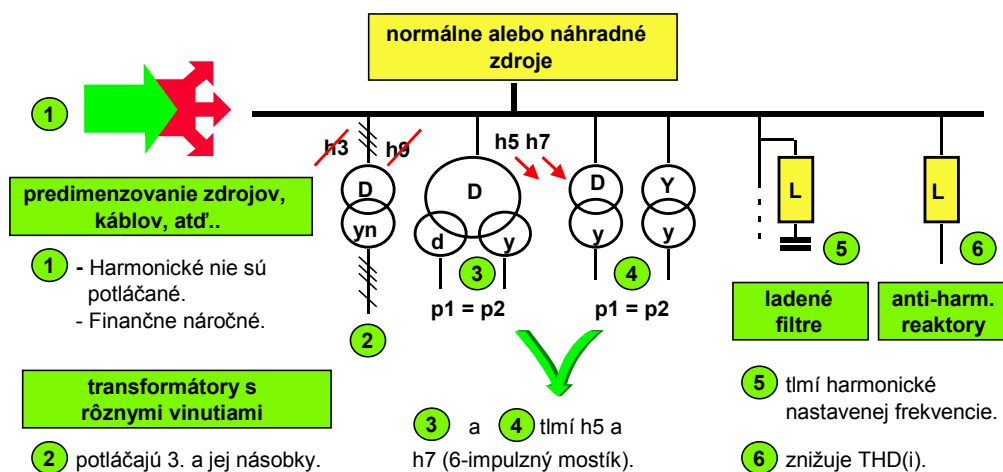 normálne alebo náhradné
zdroje
1
h3 h9
h5 h7
D
yn
D
d y
D
y
Y
y
L
L
predimenzovanie zdrojov,
káblov, atď..
1 - Harmonické nie sú
potláčané.
- Finančne náročné.
3
4
5
6
p1 = p2
p1 = p2
2
ladené
filtre
anti-harm.
reaktory
transformátory s
rôznymi vinutiami
2 potláčajú 3. a jej násobky.
3 a 4 tlmí h5 a
h7 (6-impulzný mostík).
5 tlmí harmonické
nastavenej frekvencie.
6 znižuje THD(i).